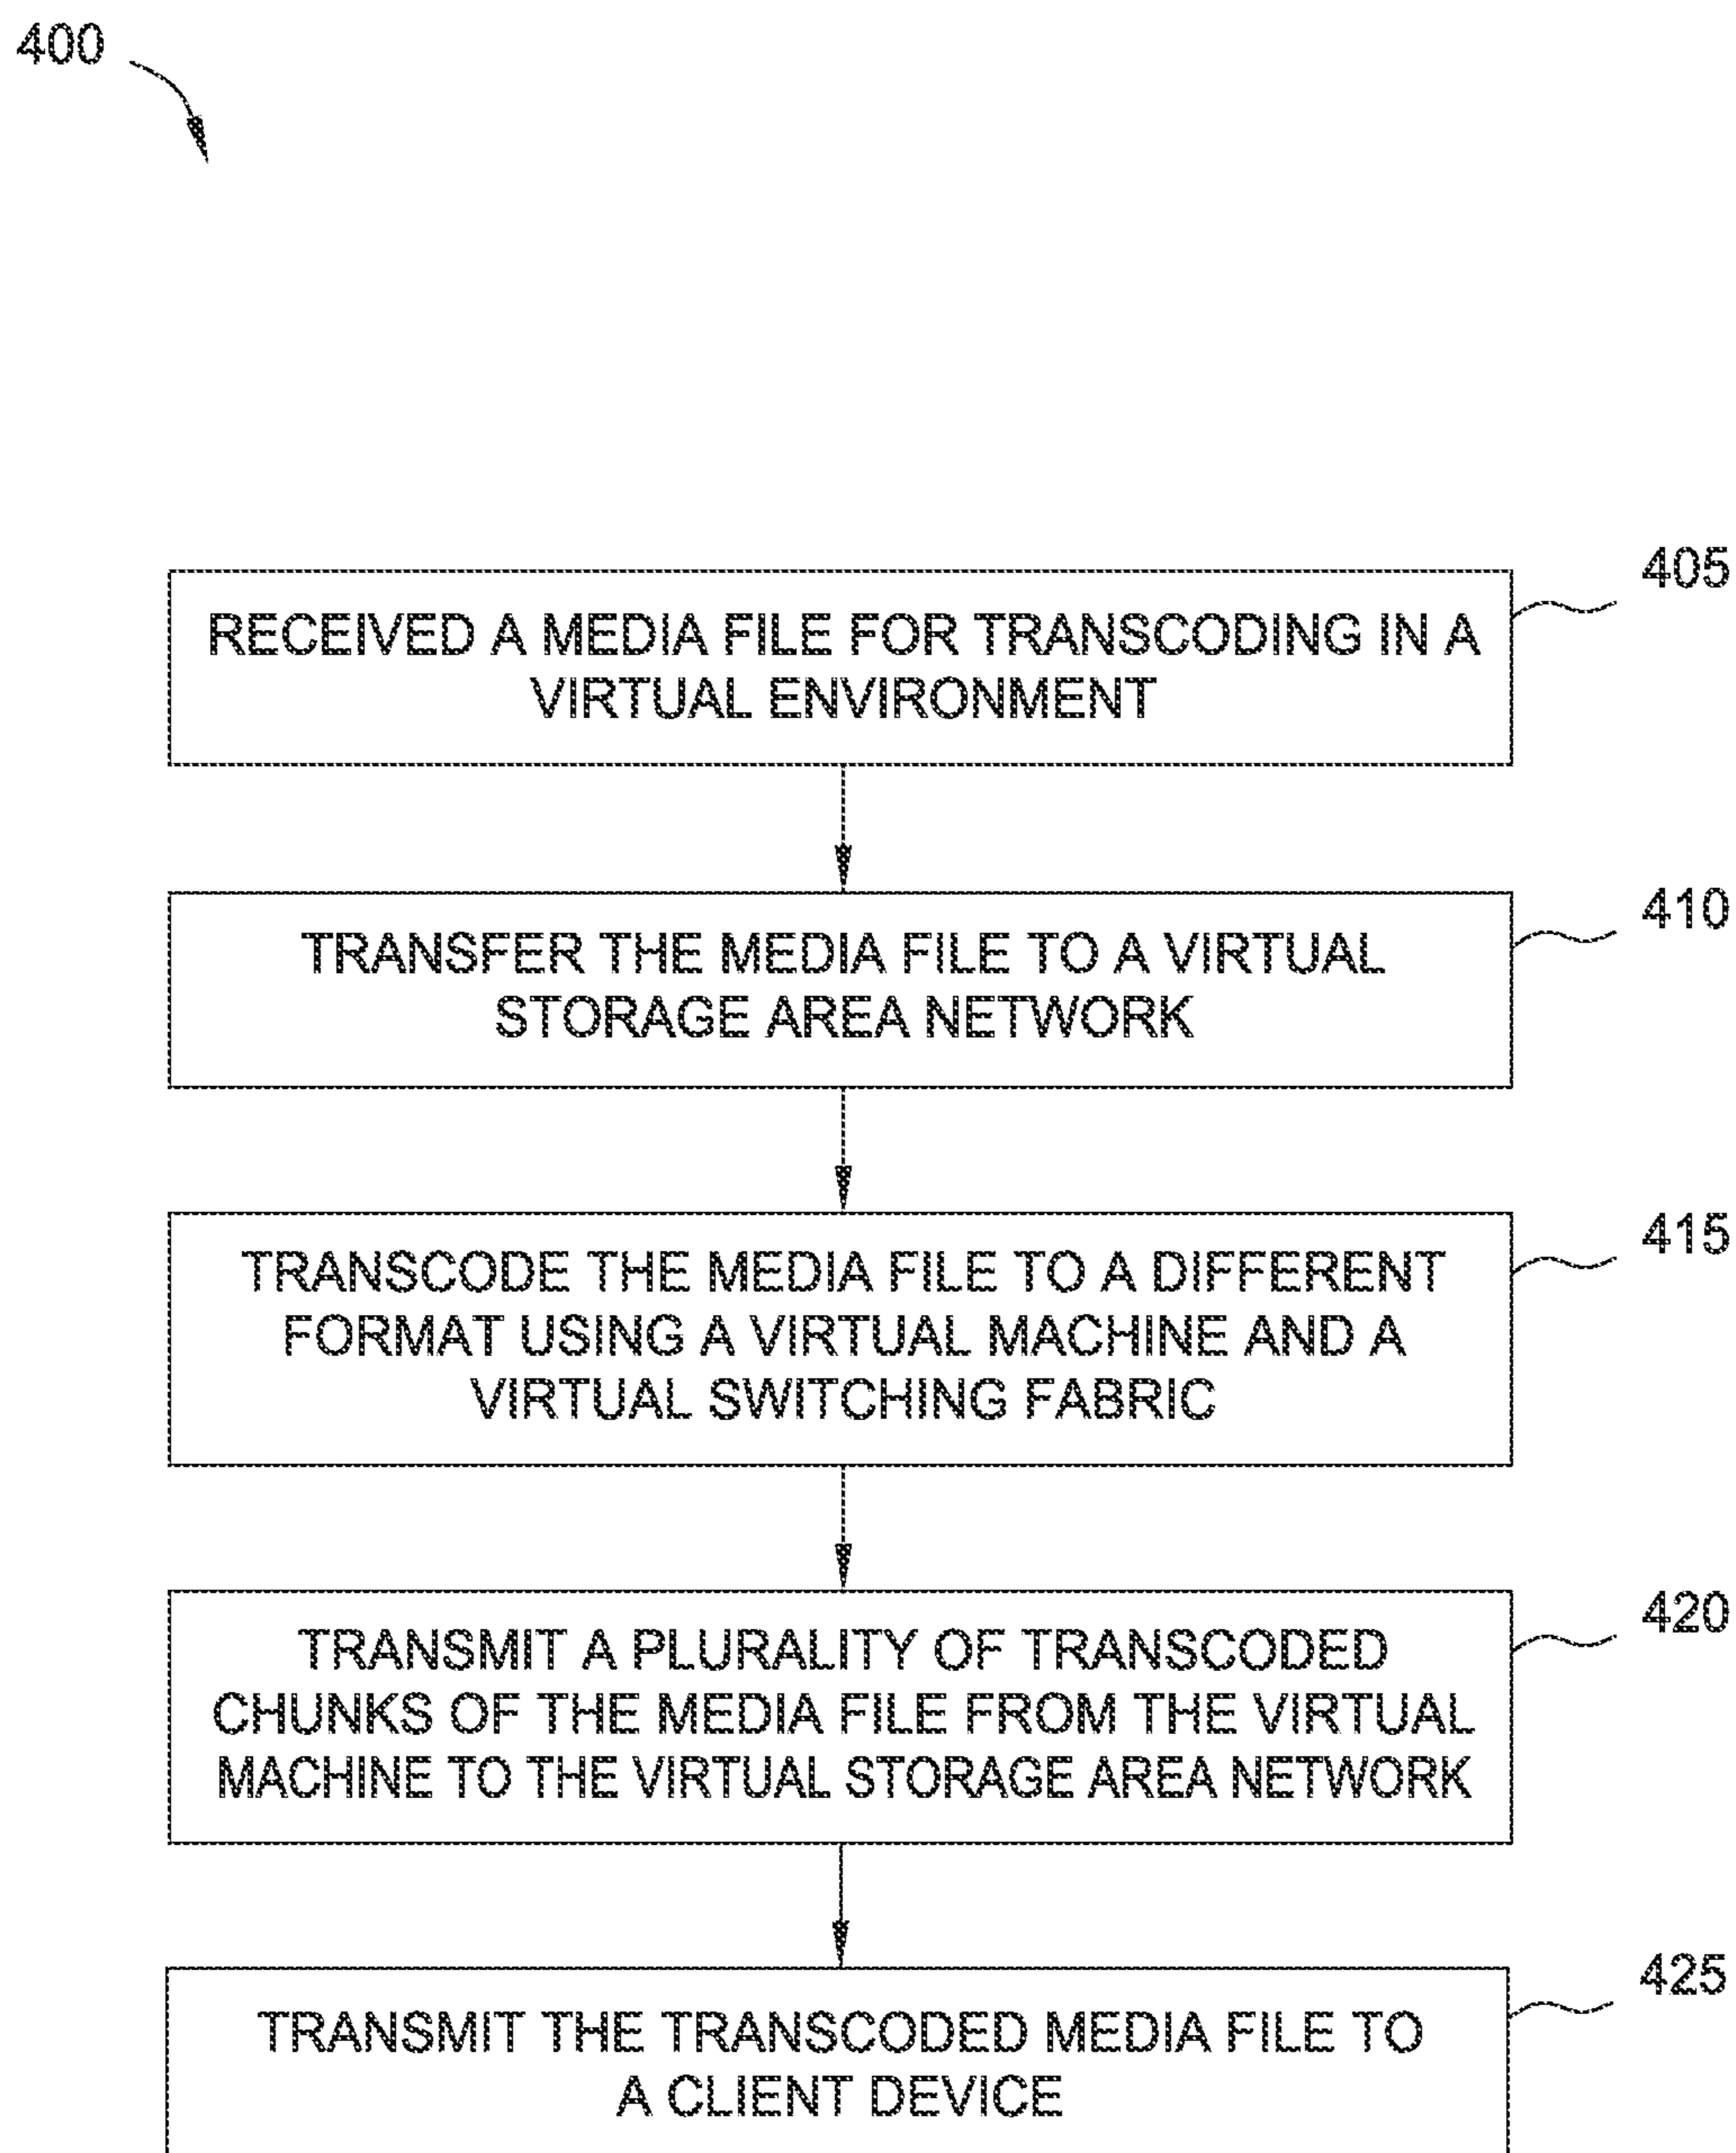 400
405
RECEIVED A MEDIA FILE FOR TRANSCODING IN A
VIRTUAL ENVIRONMENT
410
TRANSFER THE MEDIA FILE TO A VIRTUAL
STORAGE AREA NETWORK
415
TRANSCODE THE MEDIA FILE TO A DIFFERENT
FORMAT USING A VIRTUAL MACHINE AND A
VIRTUAL SWITCHING FABRIC
420
TRANSMIT A PLURALITY OF TRANSCODED
CHUNKS OF THE MEDIA FILE FROM THE VIRTUAL
MACHINE TO THE VIRTUAL STORAGE AREA NETWORK
425
TRANSMIT THE TRANSCODED MEDIA FILE TO
A CLIENT DEVICE